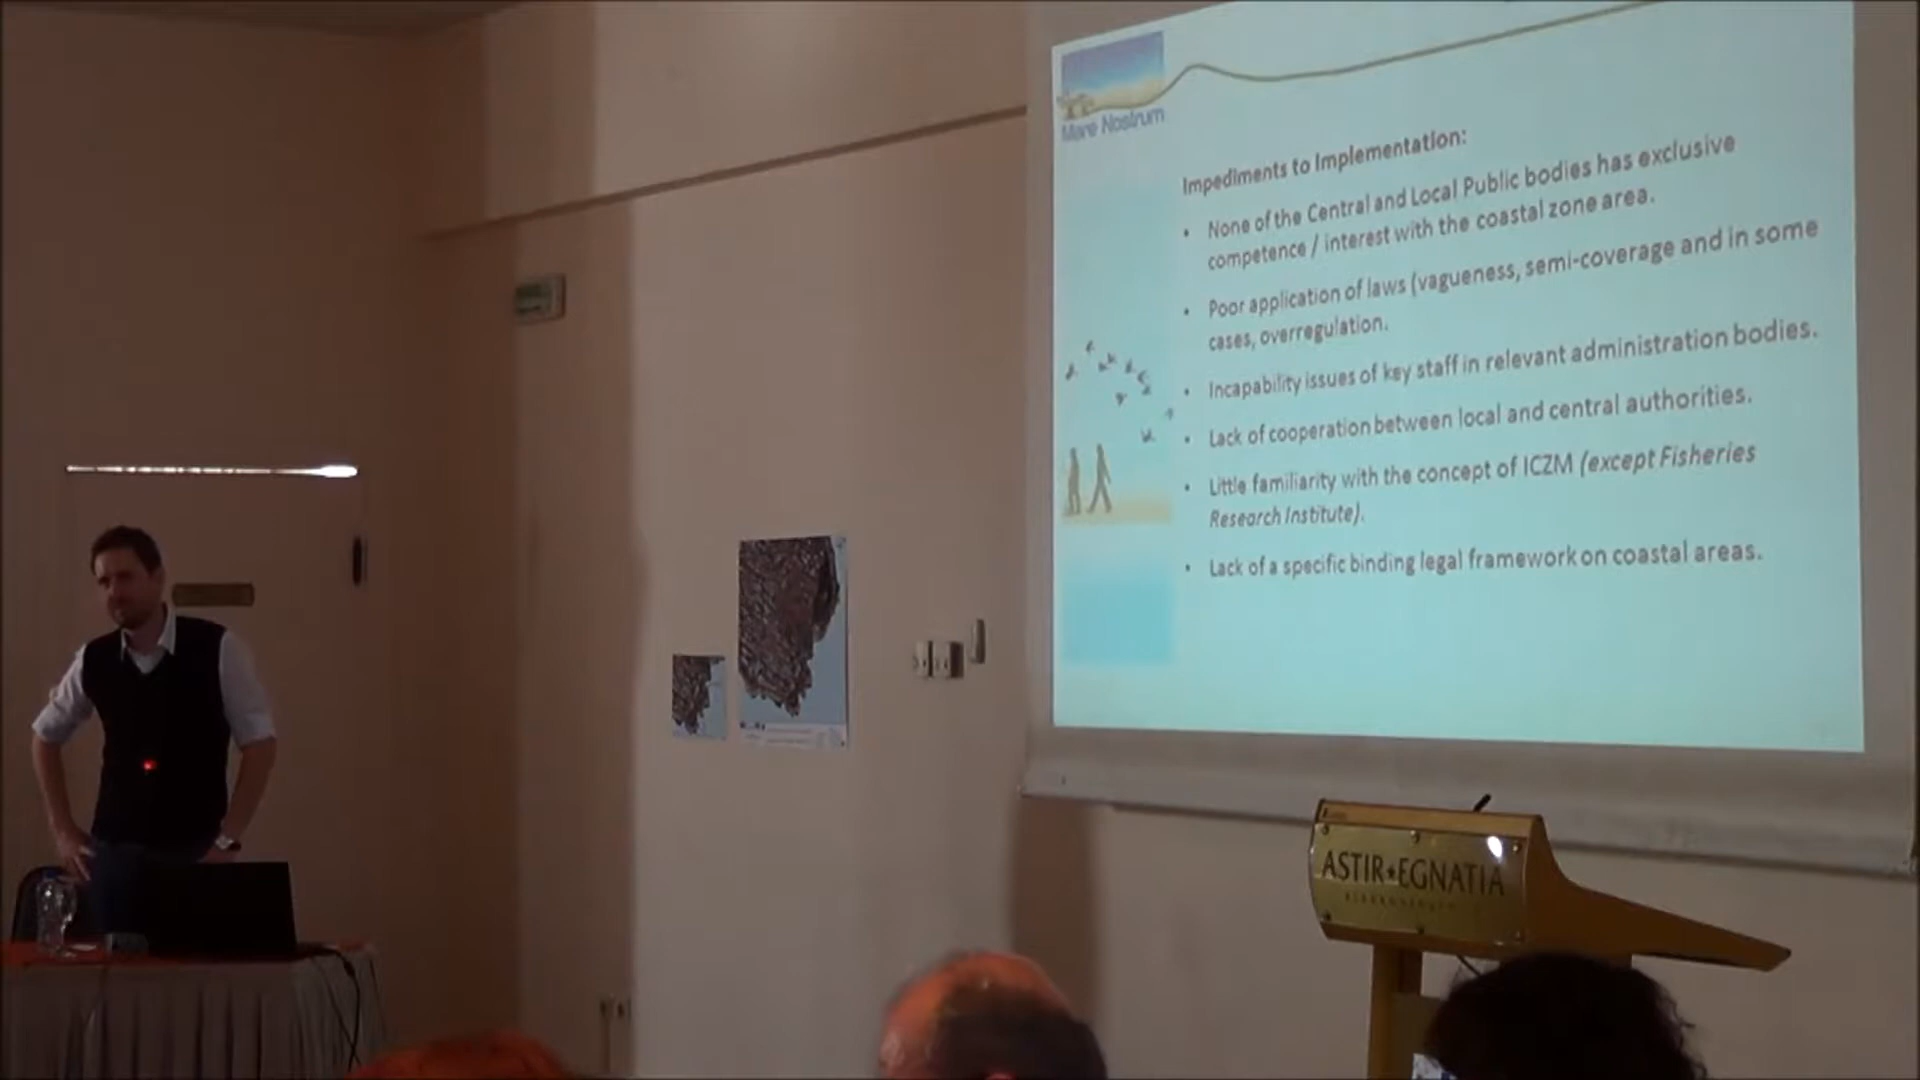 Mare Nostrum
Impediments to Implementation:
• None of the Central and Local Public bodies has exclusive
competence / interest with the coastal zone area.
• Poor application of laws (vagueness, semi-coverage and in some
cases, overregulation.
• Incapability issues of key staff in relevant administration bodies.
• Lack of cooperation between local and central authorities.
• Little familiarity with the concept of ICZM (except Fisheries
Research Institute).
• Lack of a specific binding legal framework on coastal areas.
ASTIR★EGNATIA